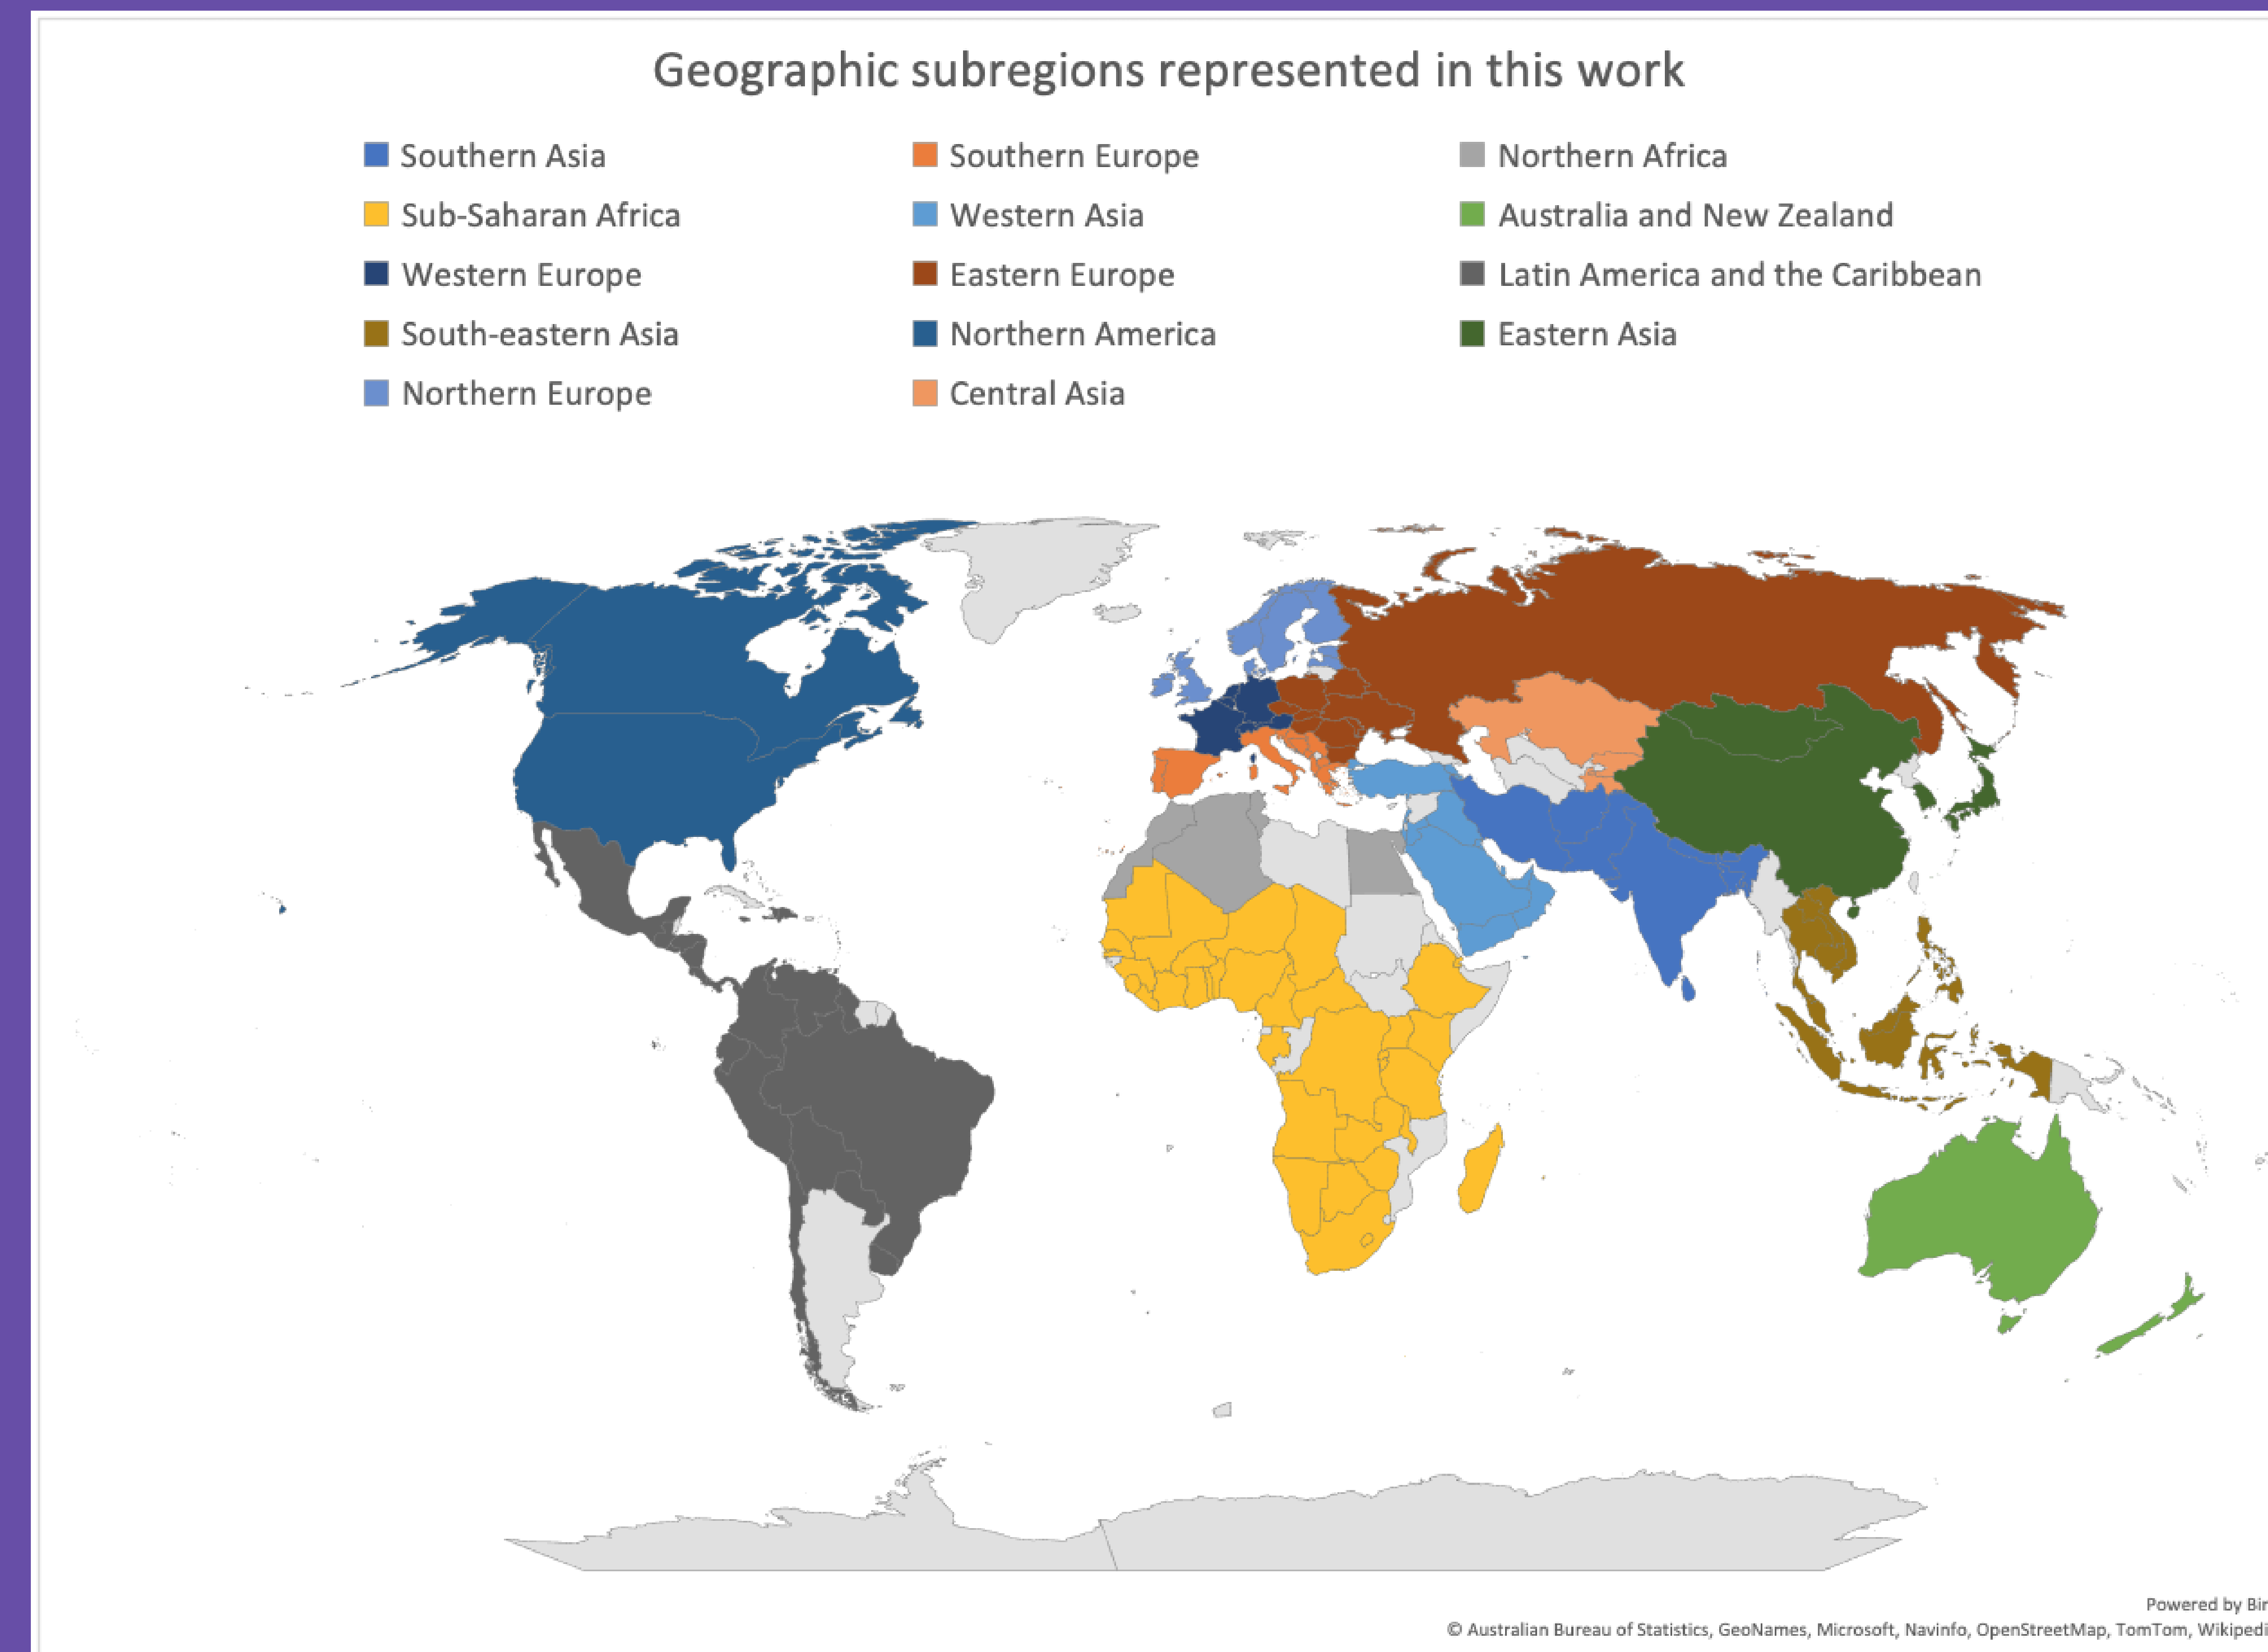 Geographic subregions represented in this work
Southern Asia
Southern Europe
Northern Africa
Sub-Saharan Africa
Western Asia
Australia and New Zealand
Western Europe
Eastern Europe
Latin America and the Caribbean
South-eastern Asia
Northern America
Eastern Asia
Northern Europe
Central Asia
Powered by Bin
© Australian Bureau of Statistics, GeoNames, Microsoft, Navinfo, OpenStreetMap, TomTom, Wikiped